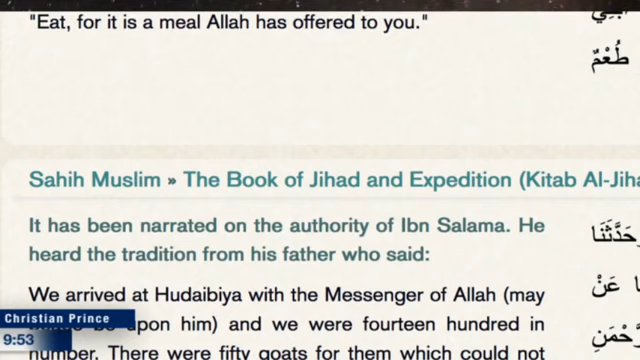 "Eat, for it is a meal Allah has offered to you."
طُعْمٌ
Sahih Muslim » The Book of Jihad and Expedition (Kitab Al-Jiha
It has been narrated on the authority of Ibn Salama. He
heard the tradition from his father who said:
We arrived at Hudaibiya with the Messenger of Allah (may
upon him) and we were fourteen hundred in
number. There were fifty goats for them which could not
عَنْ
Christian Prince
9:53